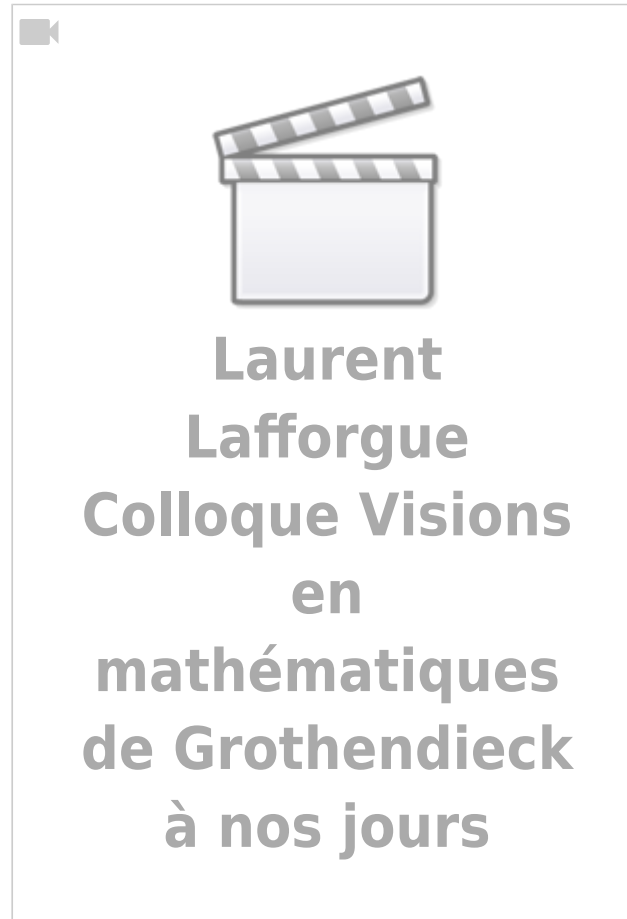 Laurent
Lafforgue
Colloque Visions
en
mathématiques
de Grothendieck
à nos jours